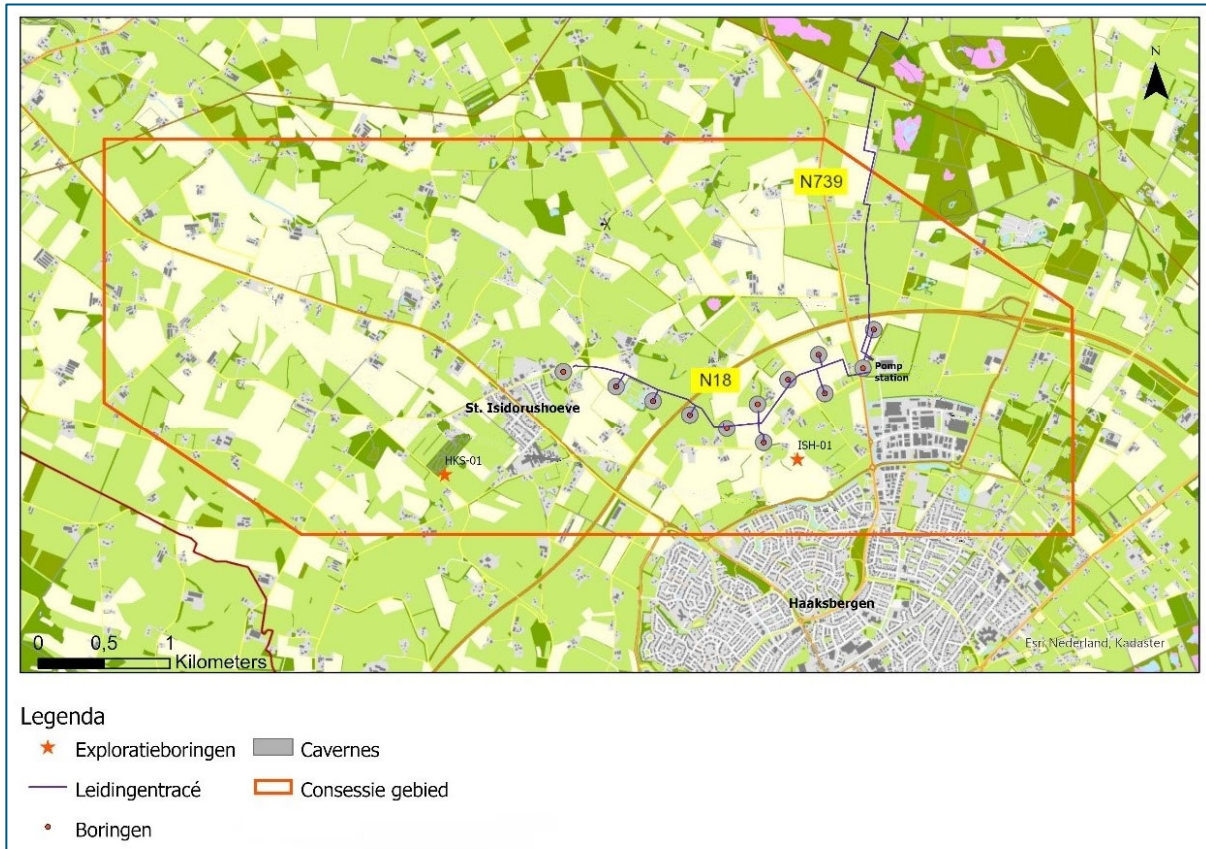 N
N739
Pomp
station
N18
St. Isidorushoeve
HKS-01
ISH-01
Haaksbergen
0 0,5 1
Kilometers
Esri Nederland, Kadaster
Legenda
Exploratieboringen
Cavernes
Leidingentracé
Consessie gebied
Boringen